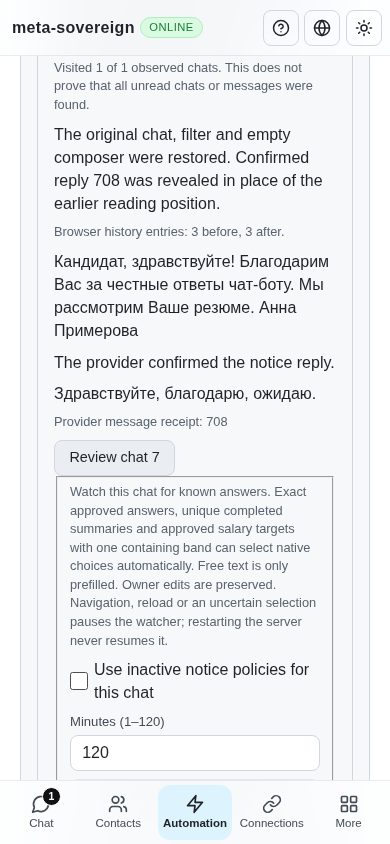 meta-sovereign ONLINE
Visited 1 of 1 observed chats. This does not
prove that all unread chats or messages were
found.
The original chat, filter and empty
composer were restored. Confirmed
reply 708 was revealed in place of the
earlier reading position.
Browser history entries: 3 before, 3 after.
Кандидат, здравствуйте! Благодарим
Вас за честные ответы чат-боту. Мы
рассмотрим Ваше резюме. Анна
Примерова
The provider confirmed the notice reply.
Здравствуйте, благодарю, ожидаю.
Provider message receipt: 708
Review chat 7
Watch this chat for known answers. Exact
approved answers, unique completed
summaries and approved salary targets
with one containing band can select native
choices automatically. Free text is only
prefilled. Owner edits are preserved.
Navigation, reload or an uncertain selection
pauses the watcher; restarting the server
never resumes it.
Use inactive notice policies for
this chat
Minutes (1–120)
120
1
Chat Contacts Automation Connections More